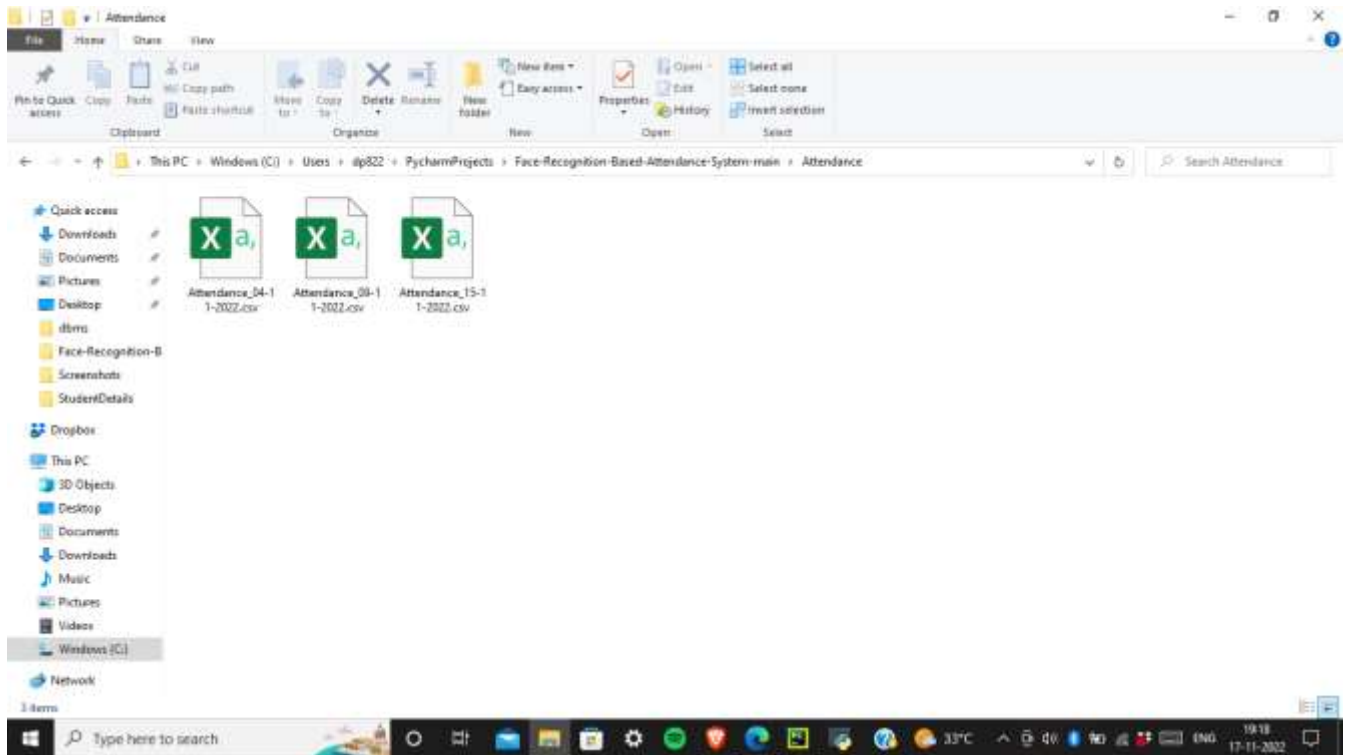 Attendance
File Home Share View
Pin to Quick access
Copy
Paste
Cut
Copy path
Paste shortcut
Move to
Copy to
Delete
Rename
New folder
New item
Easy access
Properties
Open
Edit
History
Select all
Select none
Invert selection
Clipboard Organize New Open Select
This PC Windows (C:) Users dp822 PycharmProjects Face-Recognition-Based-Attendance-System-main Attendance
Search Attendance
Quick access
Downloads
Documents
Pictures
Desktop
dbms
Face-Recognition-B
Screenshots
StudentDetails
Dropbox
This PC
3D Objects
Desktop
Documents
Downloads
Music
Pictures
Videos
Windows (C:)
Network
X a,
Attendance_04-1
1-2022.csv
X a,
1-2022.csv
X a,
Attendance_15-1
1-2022.csv
3 items
Type here to search
33°C
ENG
19:18
17-11-2022